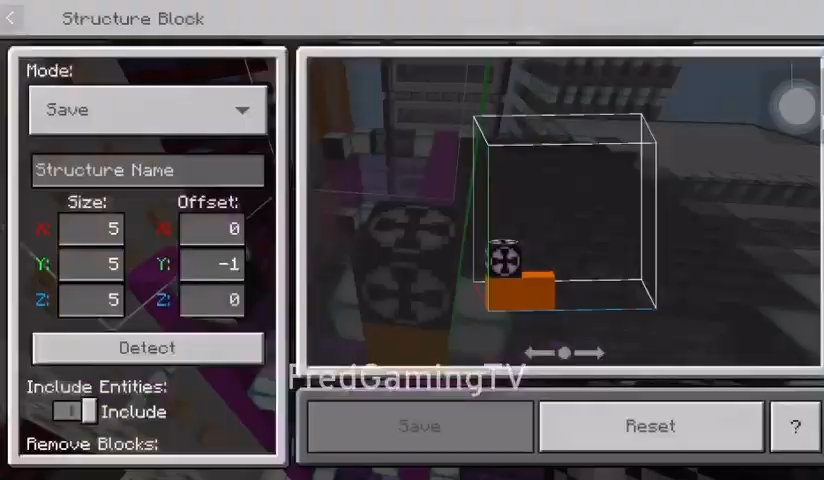 Structure Block
Mode:
Save
Structure Name
Size: Offset:
X: 5 X: 0
Y: 5 Y: -1
Z: 5 Z: 0
Detect
Include Entities:
Include
Remove Blocks:
FredGamingTV
Save Reset ?